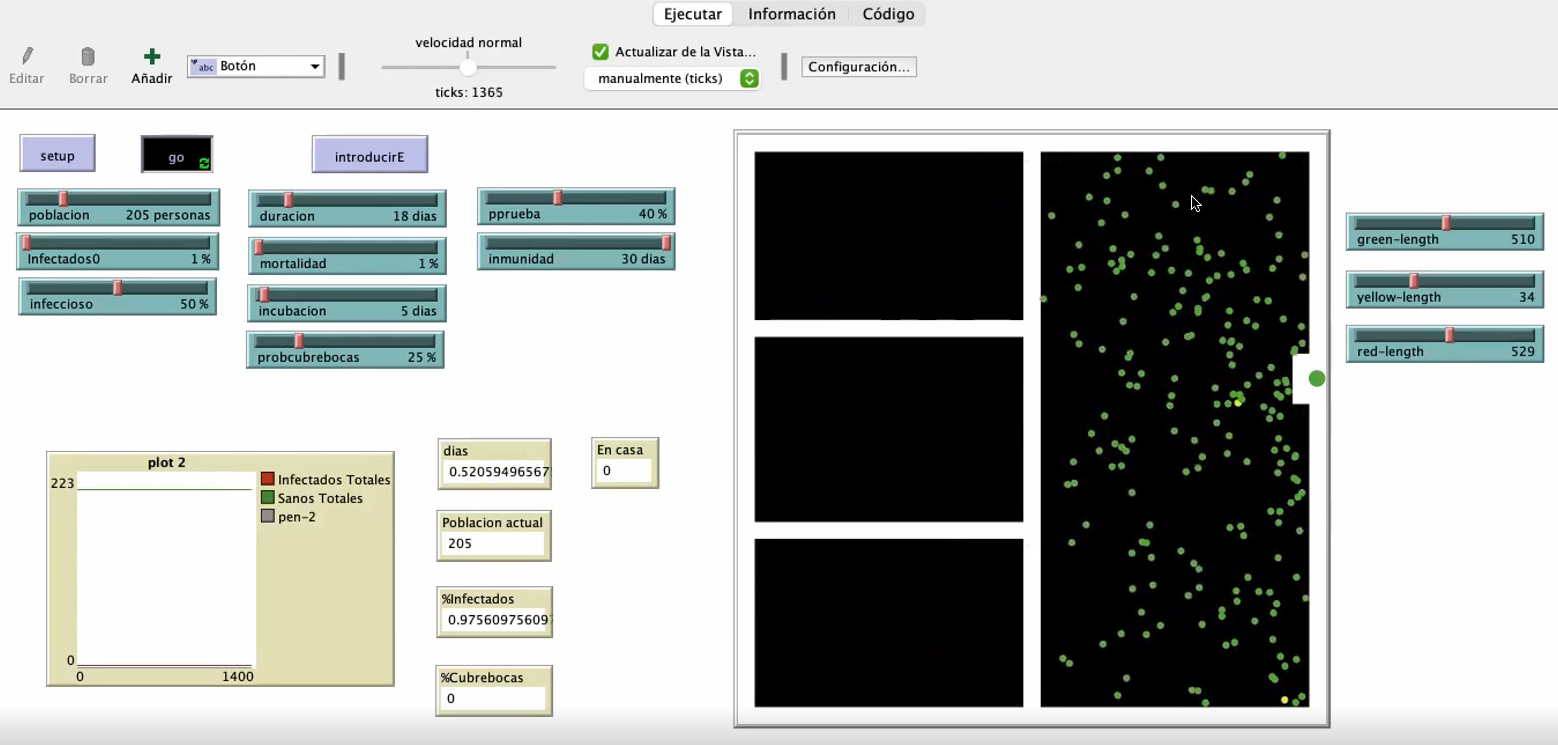 Ejecutar Información Código
Editar Borrar Añadir
abc Botón
velocidad normal
ticks: 1365
Actualizar de la Vista...
manualmente (ticks)
Configuración...
setup go introducirE
poblacion 205 personas
Infectados0 1 %
infeccioso 50 %
duracion 18 dias
mortalidad 1 %
incubacion 5 dias
probcubrebocas 25 %
pprueba 40 %
inmunidad 30 dias
green-length 510
yellow-length 34
red-length 529
plot 2
223
0
0 1400
Infectados Totales
Sanos Totales
pen-2
dias
0.52059496567
En casa
0
Poblacion actual
205
%Infectados
0.97560975609
%Cubrebocas
0